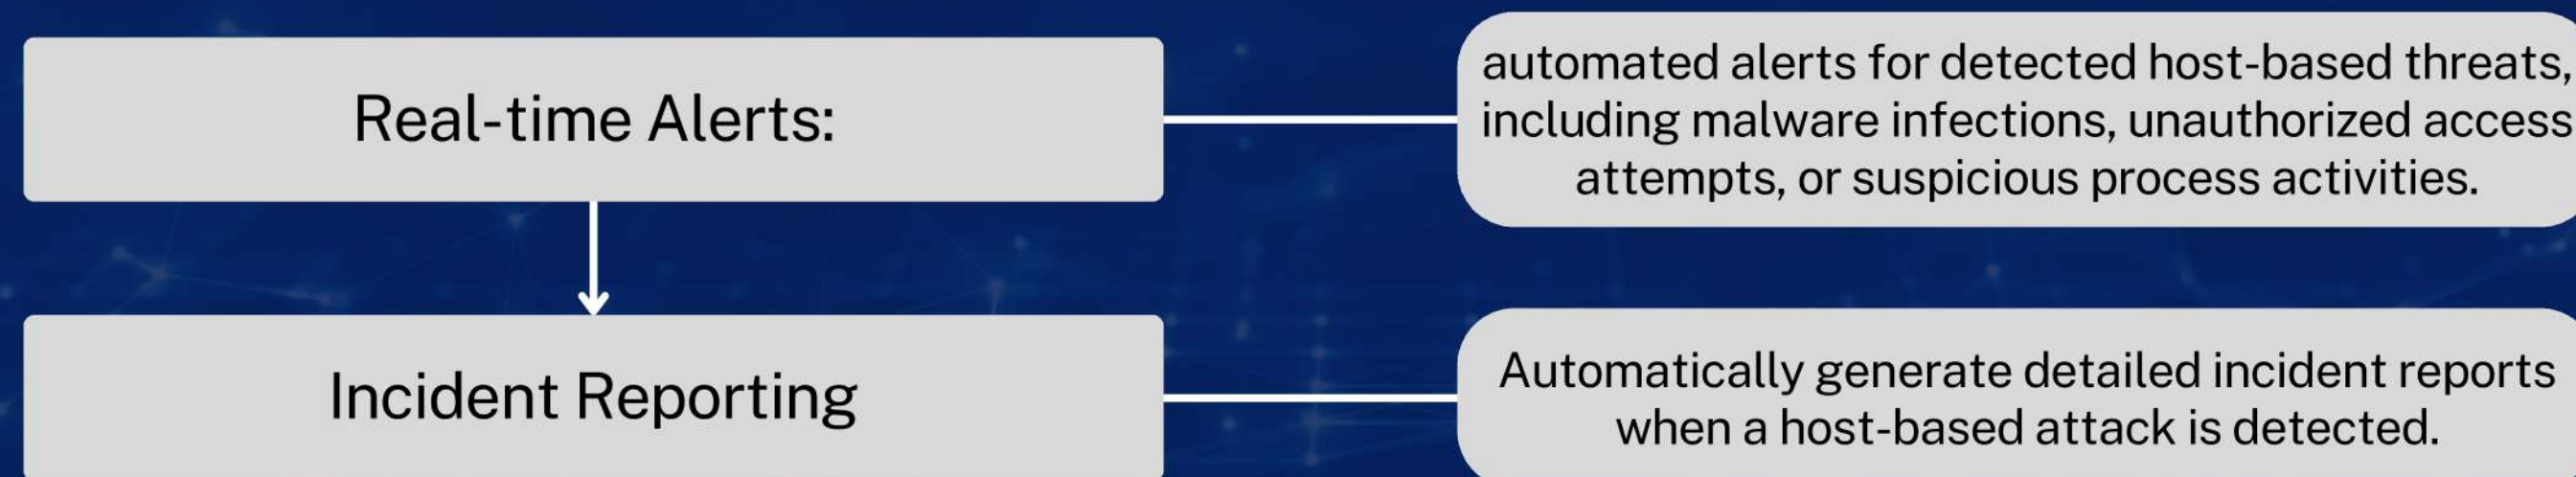 Real-time Alerts:
automated alerts for detected host-based threats,
including malware infections, unauthorized access
attempts, or suspicious process activities.
Incident Reporting
Automatically generate detailed incident reports
when a host-based attack is detected.